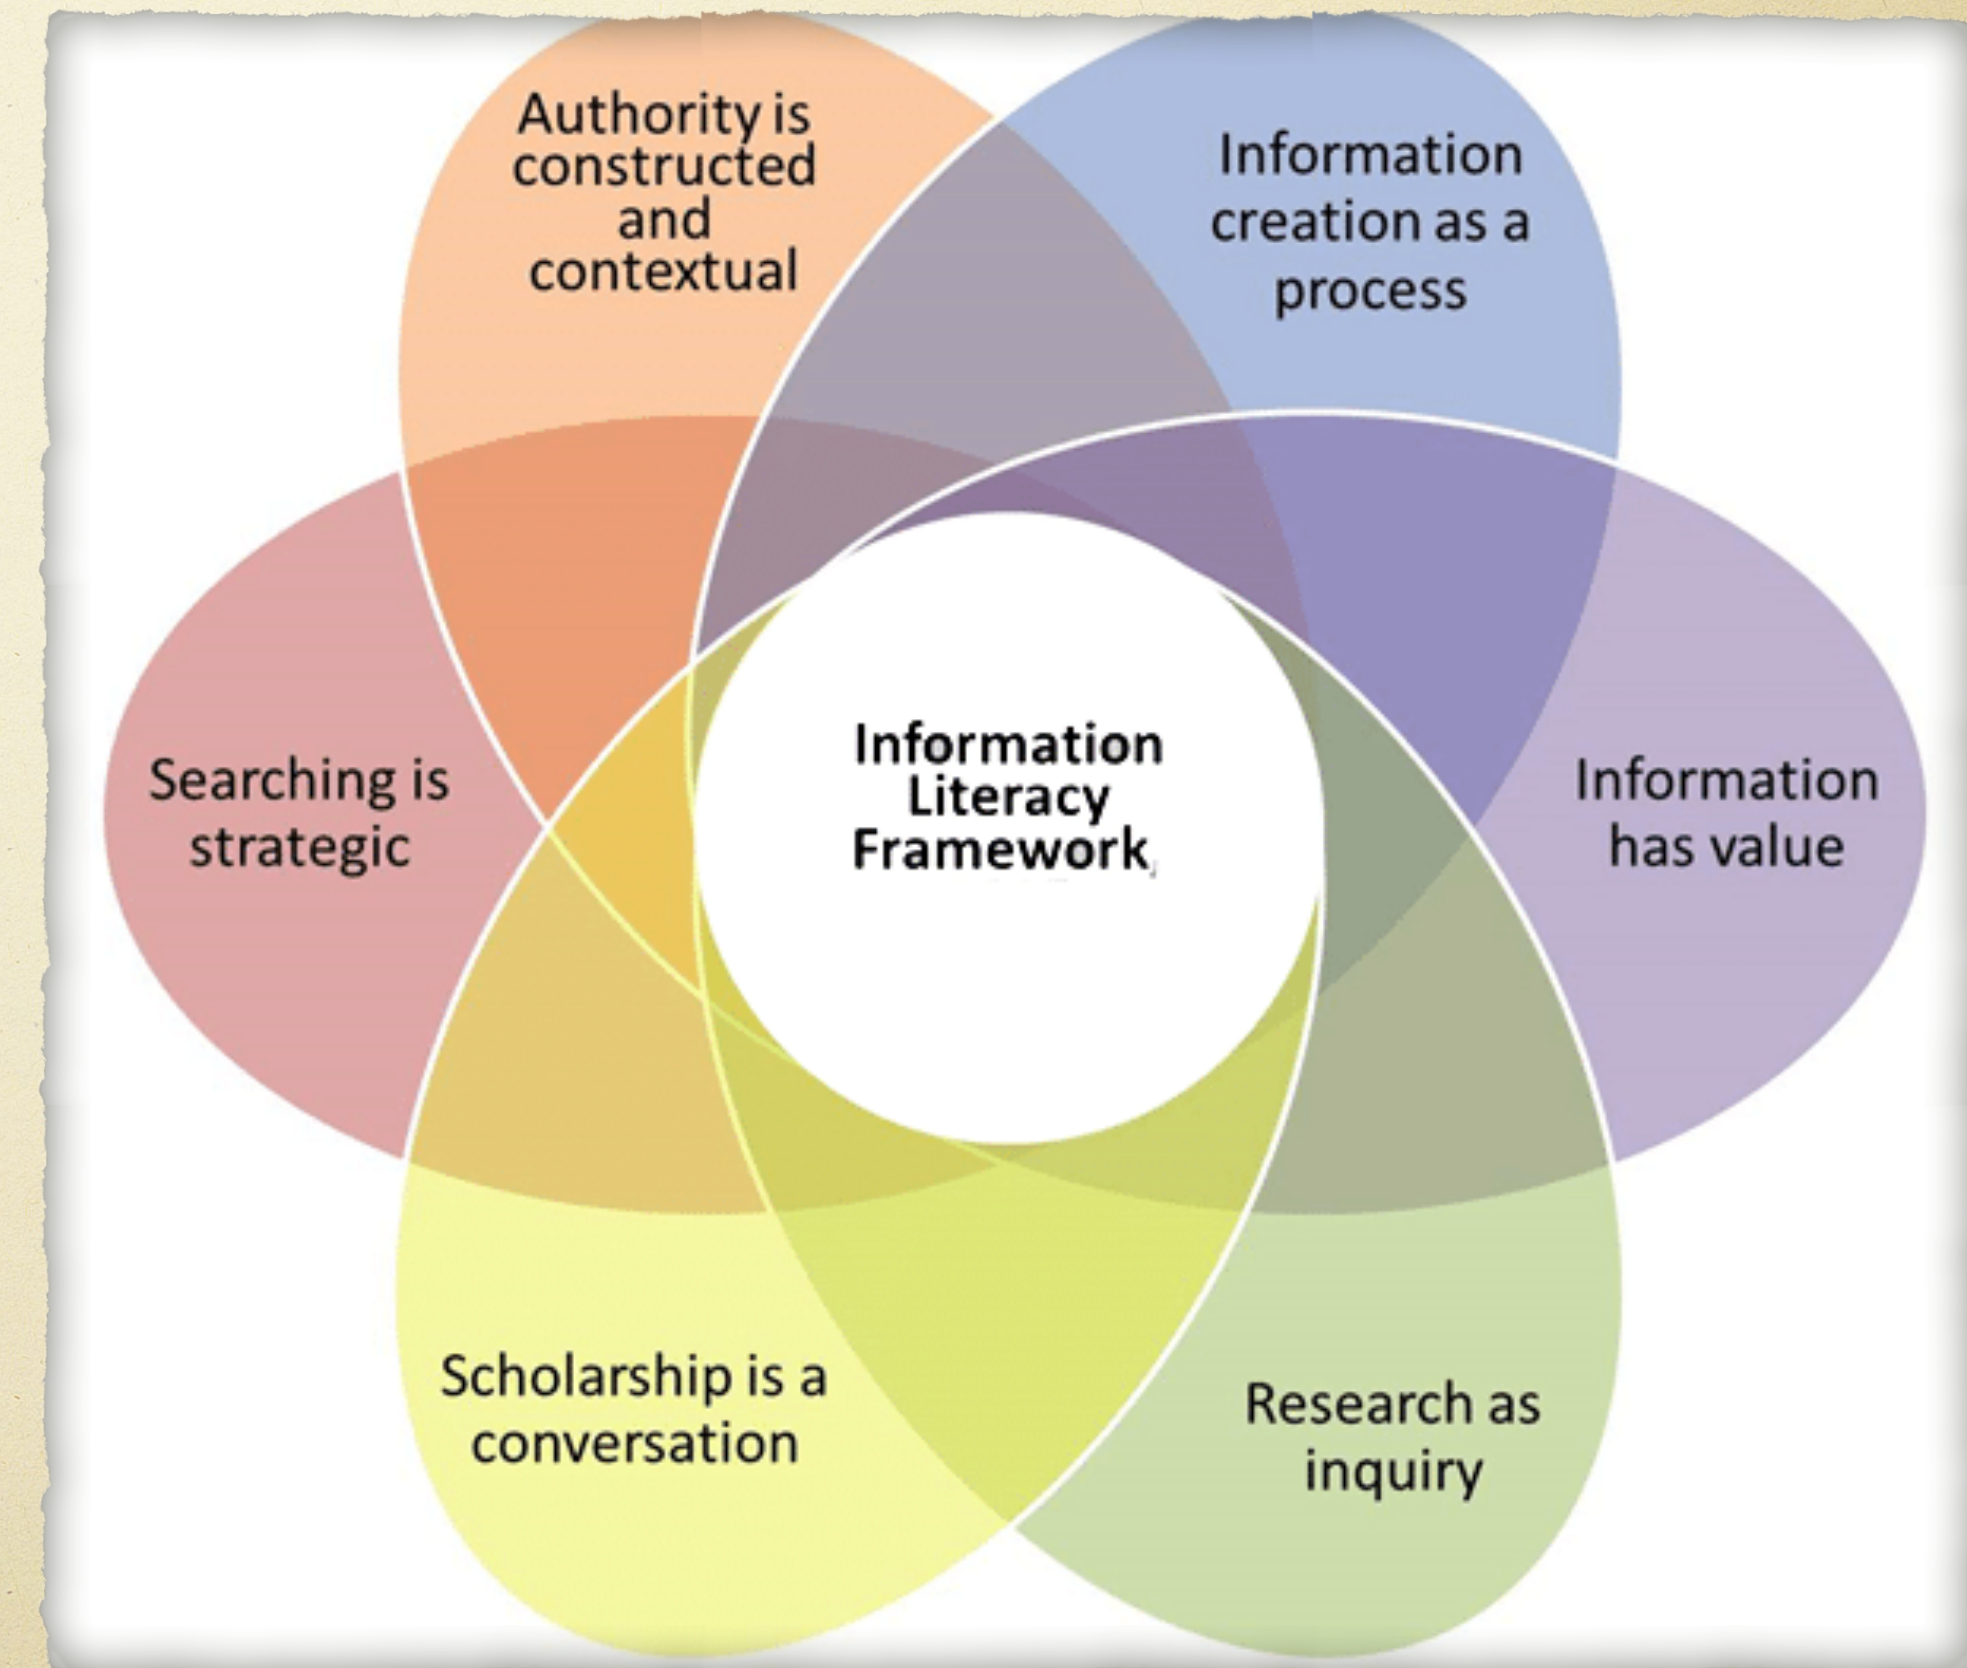 Authority is
constructed
and
contextual
Information
creation as a
process
Searching is
strategic
Information
Literacy
Framework,
Information
has value
Scholarship is a
conversation
Research as
inquiry